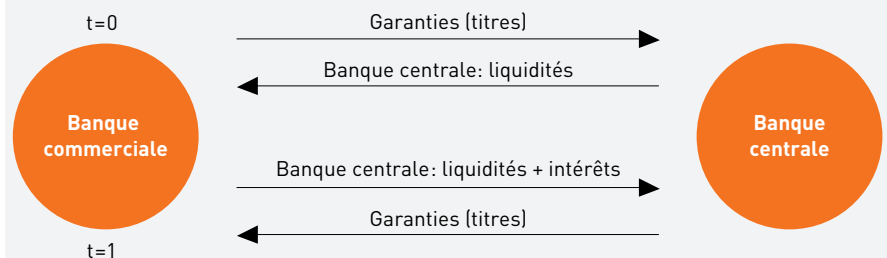 t=0
Garanties (titres)
Banque centrale: liquidités
Banque
commerciale
Banque
centrale
Banque centrale: liquidités + intérêts
Garanties (titres)
t=1